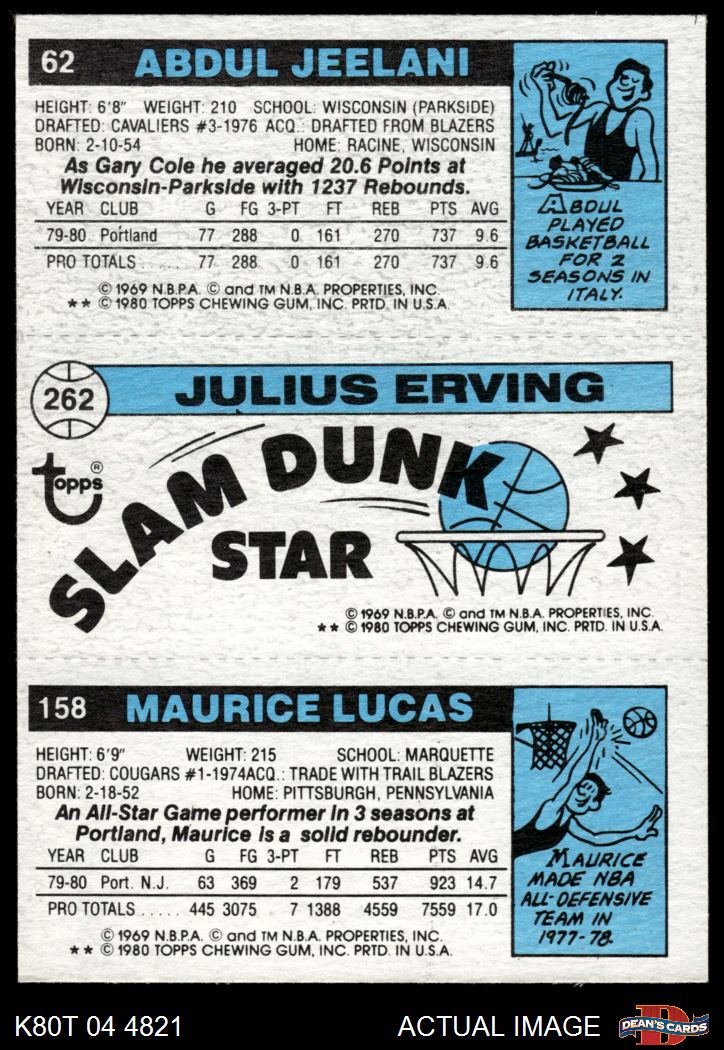 62 ABDUL JEELANI
HEIGHT: 6'8" WEIGHT: 210 SCHOOL: WISCONSIN (PARKSIDE)
DRAFTED: CAVALIERS #3-1976 ACQ.: DRAFTED FROM BLAZERS
BORN: 2-10-54 HOME: RACINE, WISCONSIN
As Gary Cole he averaged 20.6 Points at
Wisconsin-Parkside with 1237 Rebounds.
YEAR CLUB G FG 3-PT FT REB PTS AVG
79-80 Portland 77 288 0 161 270 737 9.6
PRO TOTALS ..... 77 288 0 161 270 737 9.6
© 1969 N.B.P.A. © and TM N.B.A. PROPERTIES, INC.
** © 1980 TOPPS CHEWING GUM, INC. PRTD. IN U.S.A.
ABDUL
PLAYED
BASKETBALL
FOR 2
SEASONS IN
ITALY.
262 JULIUS ERVING
topps®
SLAM DUNK
STAR
© 1969 N.B.P.A. © and TM N.B.A. PROPERTIES, INC.
** © 1980 TOPPS CHEWING GUM, INC. PRTD. IN U.S.A.
158 MAURICE LUCAS
HEIGHT: 6'9" WEIGHT: 215 SCHOOL: MARQUETTE
DRAFTED: COUGARS #1-1974ACQ.: TRADE WITH TRAIL BLAZERS
BORN: 2-18-52 HOME: PITTSBURGH, PENNSYLVANIA
An All-Star Game performer in 3 seasons at
Portland, Maurice is a solid rebounder.
YEAR CLUB G FG 3-PT FT REB PTS AVG
79-80 Port. N.J. 63 369 2 179 537 923 14.7
PRO TOTALS ..... 445 3075 7 1388 4559 7559 17.0
© 1969 N.B.P.A. © and TM N.B.A. PROPERTIES, INC.
** © 1980 TOPPS CHEWING GUM, INC. PRTD. IN U.S.A.
MAURICE
MADE NBA
ALL-DEFENSIVE
TEAM IN
1977-78.
K80T 04 4821 ACTUAL IMAGE D DEAN'S CARDS